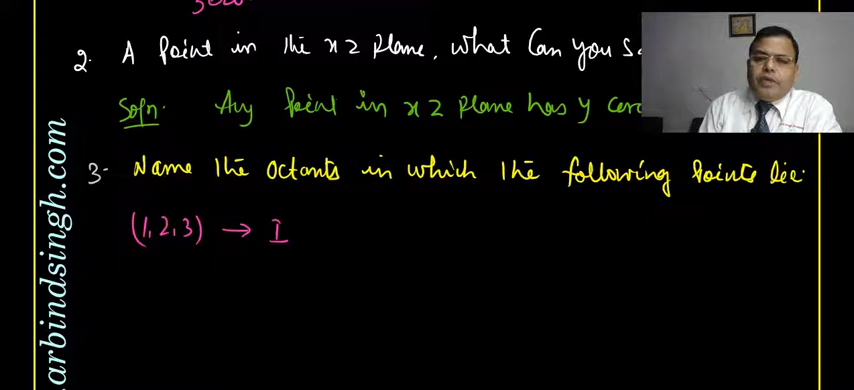 2. A Point in the xz plane, what Can you
Soln. Any Point in xz plane has y
3. Name the Octants in which the following Points lie.
(1, 2, 3) → I
arbindsingh.com